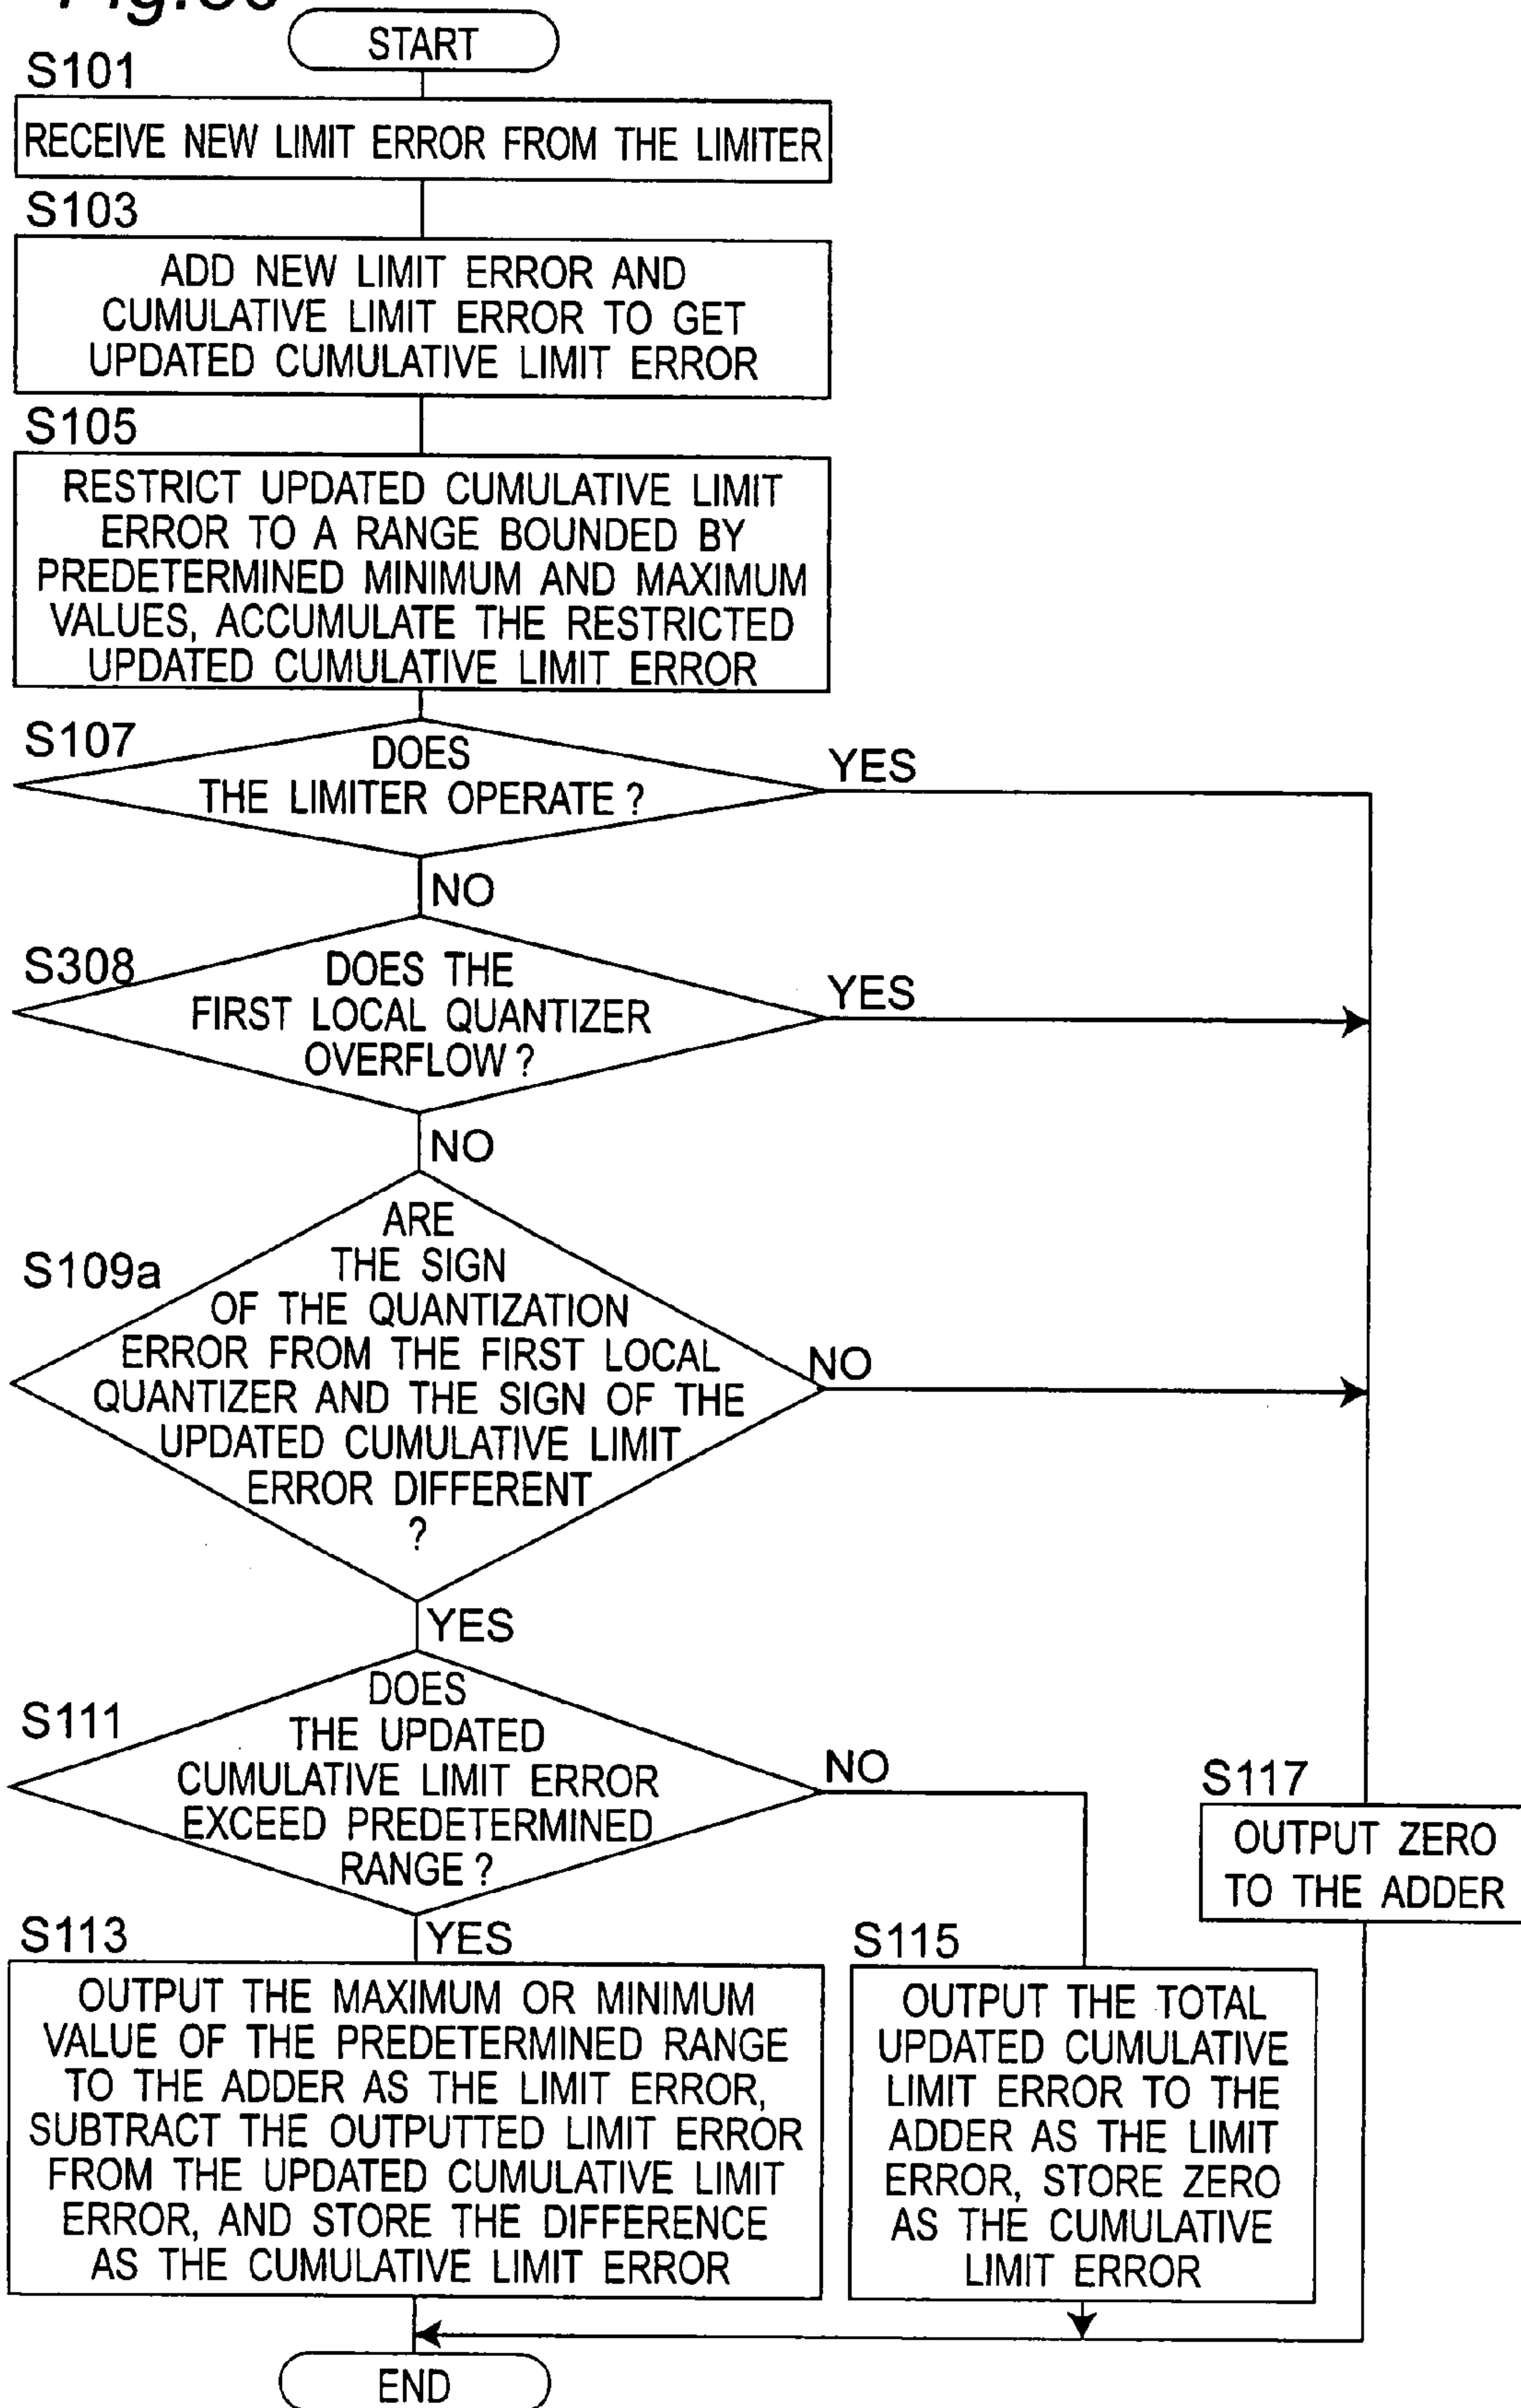 START
S101
RECEIVE NEW LIMIT ERROR FROM THE LIMITER
S103
ADD NEW LIMIT ERROR AND
CUMULATIVE LIMIT ERROR TO GET
UPDATED CUMULATIVE LIMIT ERROR
S105
RESTRICT UPDATED CUMULATIVE LIMIT
ERROR TO A RANGE BOUNDED BY
PREDETERMINED MINIMUM AND MAXIMUM
VALUES, ACCUMULATE THE RESTRICTED
UPDATED CUMULATIVE LIMIT ERROR
S107
DOES
THE LIMITER OPERATE ?
YES
NO
S308
DOES THE
FIRST LOCAL QUANTIZER
OVERFLOW ?
YES
NO
S109a
ARE
THE SIGN
OF THE QUANTIZATION
ERROR FROM THE FIRST LOCAL
QUANTIZER AND THE SIGN OF THE
UPDATED CUMULATIVE LIMIT
ERROR DIFFERENT
?
NO
YES
S111
DOES
THE UPDATED
CUMULATIVE LIMIT ERROR
EXCEED PREDETERMINED
RANGE ?
NO
YES
S117
OUTPUT ZERO
TO THE ADDER
S113
OUTPUT THE MAXIMUM OR MINIMUM
VALUE OF THE PREDETERMINED RANGE
TO THE ADDER AS THE LIMIT ERROR,
SUBTRACT THE OUTPUTTED LIMIT ERROR
FROM THE UPDATED CUMULATIVE LIMIT
ERROR, AND STORE THE DIFFERENCE
AS THE CUMULATIVE LIMIT ERROR
S115
OUTPUT THE TOTAL
UPDATED CUMULATIVE
LIMIT ERROR TO THE
ADDER AS THE LIMIT
ERROR, STORE ZERO
AS THE CUMULATIVE
LIMIT ERROR
END